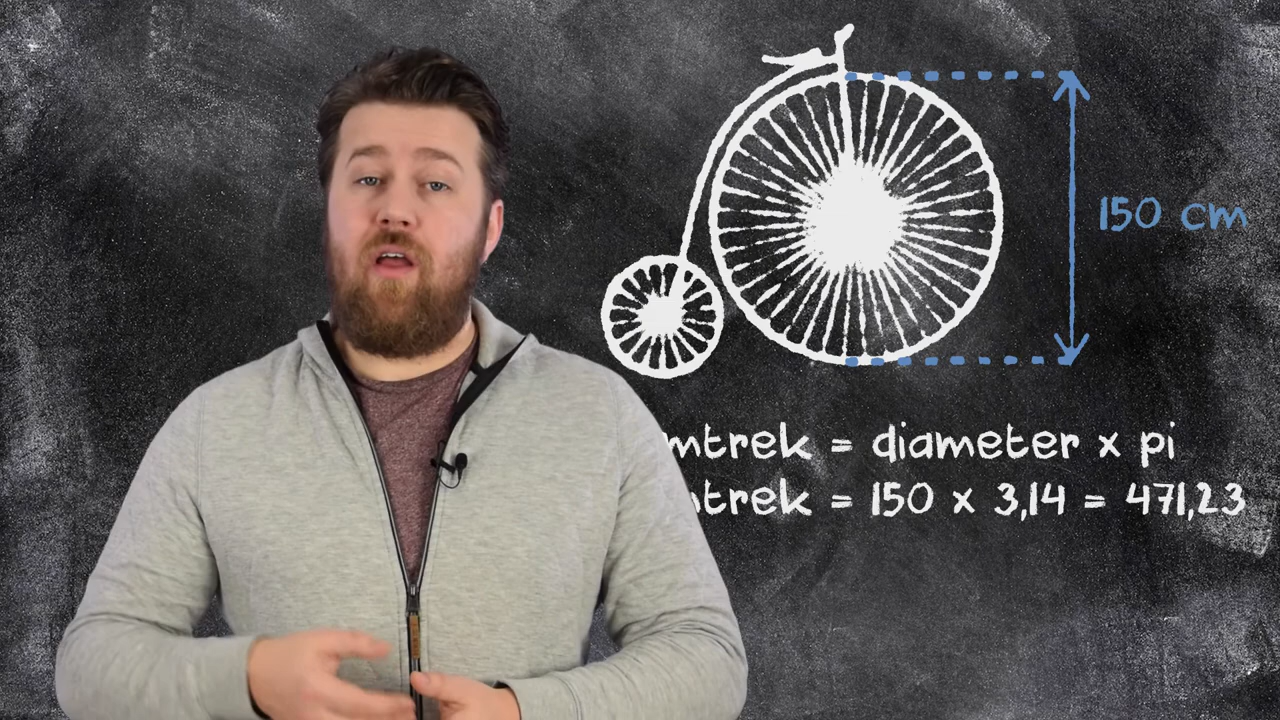 150 cm
mtrek = diameter x pi
trek = 150 x 3,14 = 471,23